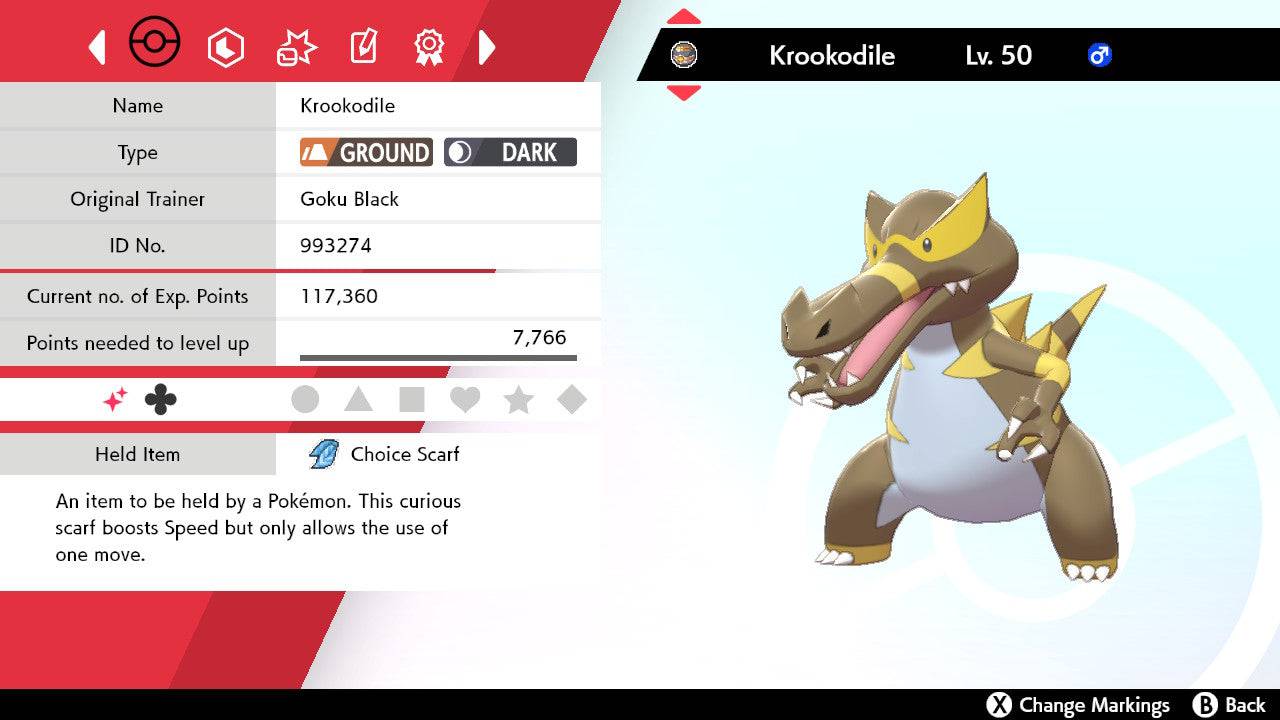 Krookodile Lv. 50
Name Krookodile
Type GROUND DARK
Original Trainer Goku Black
ID No. 993274
Current no. of Exp. Points 117,360
Points needed to level up 7,766
Held Item Choice Scarf
An item to be held by a Pokémon. This curious
scarf boosts Speed but only allows the use of
one move.
X Change Markings B Back